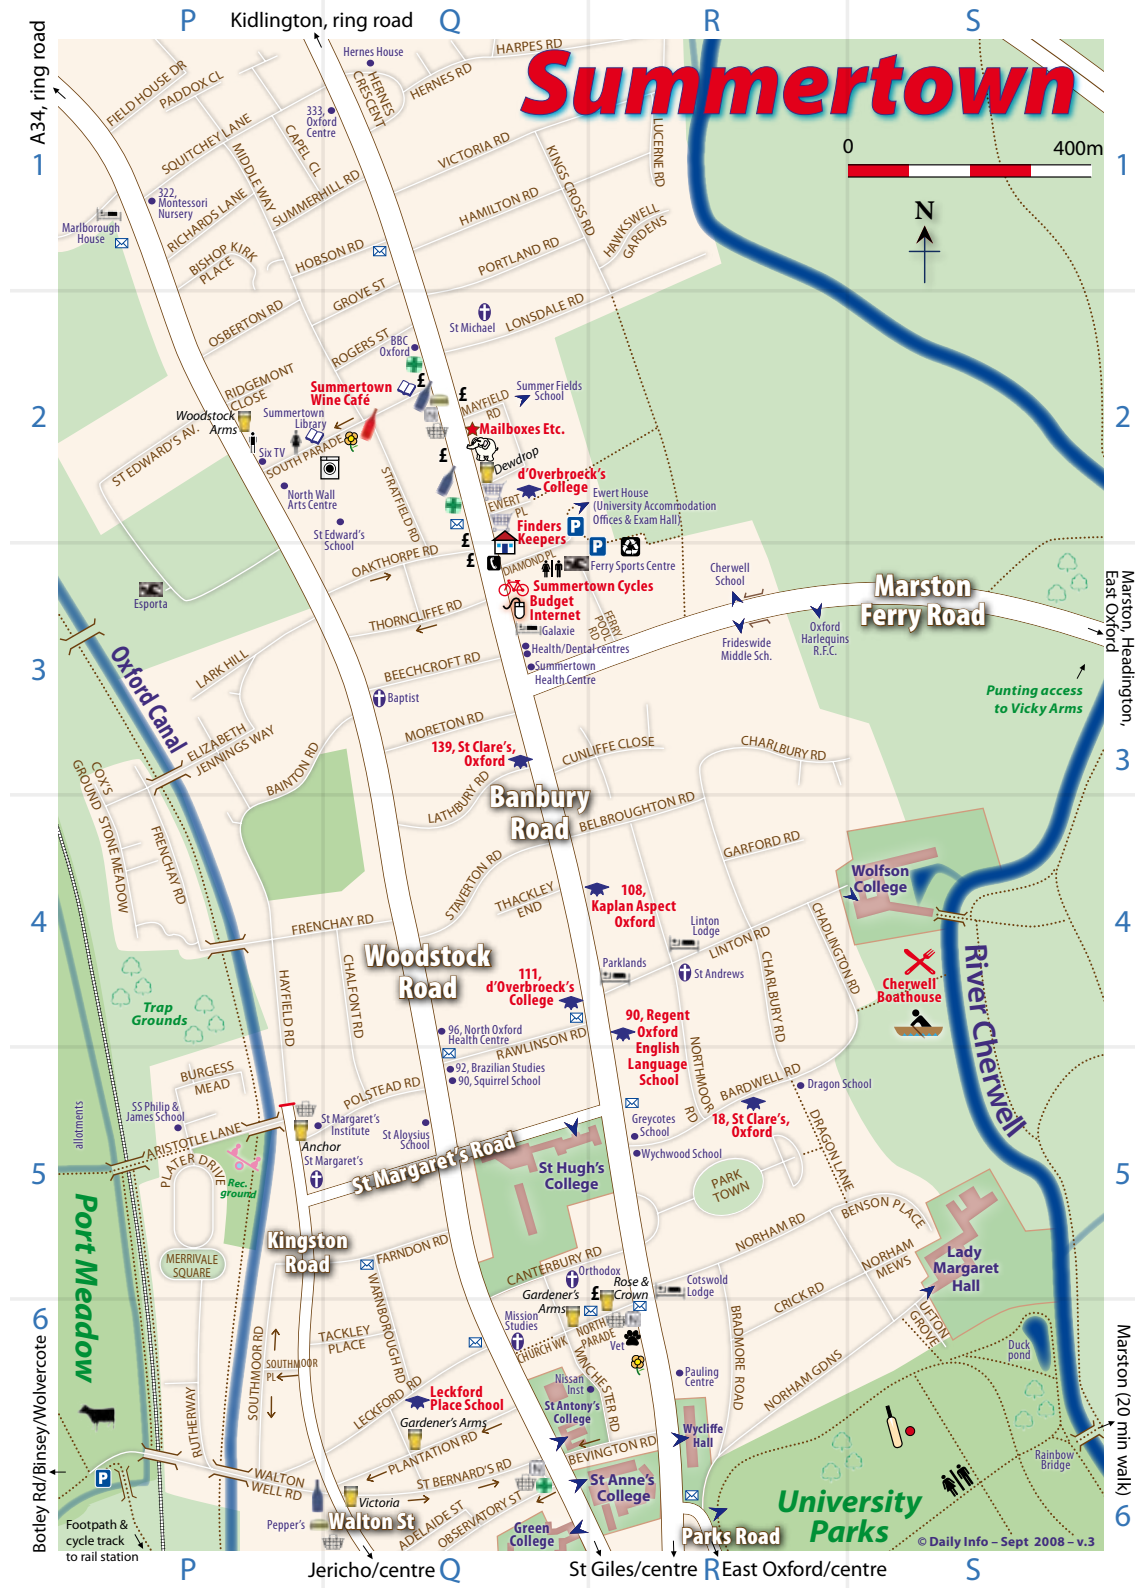 P
Kidlington, ring road
Q
R
S
A34, ring road
Summertown
0
400m
N
1
1
Hernes House
HARPES RD
HERNES RD
HERNES
CRESCENT
FIELD HOUSE DR
PADDOX CL
333,
Oxford
Centre
SQUITCHEY LANE
CAPEL CL
MIDDLE WAY
VICTORIA RD
KINGS CROSS RD
LUCERNE RD
322,
Montessori
Nursery
RICHARDS LANE
SUMMERHILL RD
HAMILTON RD
HAWKSWELL
GARDENS
Marlborough
House
BISHOP KIRK
PLACE
HOBSON RD
PORTLAND RD
GROVE ST
OSBERTON RD
St Michael
LONSDALE RD
ROGERS ST
BBC
Oxford
2
2
RIDGEMONT
CLOSE
Summertown
Wine Café
Summer Fields
School
MAYFIELD
RD
Woodstock
Arms
Summertown
Library
Mailboxes Etc.
ST EDWARD'S AV.
Six TV
SOUTH PARADE
Dewdrop
d'Overbroeck's
College
North Wall
Arts Centre
STRATFIELD RD
EWERT
PL
Ewert House
(University Accommodation
Offices & Exam Hall)
St Edward's
School
Finders
Keepers
P
P
OAKTHORPE RD
DIAMOND PL
Ferry Sports Centre
Cherwell
School
Marston
Ferry Road
Esporta
Summertown Cycles
Budget
Internet
THORNCLIFFE RD
Galaxie
FERRY
POOL
RD
Health/Dental centres
Frideswide
Middle Sch.
Oxford
Harlequins
R.F.C.
Marston, Headington,
East Oxford
3
3
Oxford Canal
LARK HILL
BEECHCROFT RD
Summertown
Health Centre
Baptist
Punting access
to Vicky Arms
ELIZABETH
JENNINGS WAY
MORETON RD
139, St Clare's,
Oxford
CUNLIFFE CLOSE
CHARLBURY RD
COX'S
GROUND
BAINTON RD
LATHBURY RD
Banbury
Road
STONE MEADOW
FRENCHAY RD
BELBROUGHTON RD
GARFORD RD
STAVERTON RD
THACKLEY
END
Wolfson
College
4
4
108,
Kaplan Aspect
Oxford
FRENCHAY RD
CHADLINGTON RD
Linton
Lodge
LINTON RD
Woodstock
Road
Parklands
St Andrews
CHARLBURY RD
Cherwell
Boathouse
River Cherwell
HAYFIELD RD
CHALFONT RD
111,
d'Overbroeck's
College
Trap
Grounds
90, Regent
Oxford
English
Language
School
96, North Oxford
Health Centre
RAWLINSON RD
NORTHMOOR
RD
BURGESS
MEAD
92, Brazilian Studies
90, Squirrel School
POLSTEAD RD
BARDWELL RD
Dragon School
allotments
SS Philip &
James School
St Margaret's
Institute
St Aloysius
School
Greycotes
School
18, St Clare's,
Oxford
DRAGON LANE
ARISTOTLE LANE
Anchor
St Margaret's Road
Wychwood School
5
5
PLATER DRIVE
Rec.
ground
St Margaret's
St Hugh's
College
PARK
TOWN
Port Meadow
BENSON PLACE
NORHAM RD
Kingston
Road
FARNDON RD
MERRIVALE
SQUARE
CANTERBURY RD
Orthodox
NORHAM
MEWS
Lady
Margaret
Hall
WARNBOROUGH RD
Gardener's
Arms
Rose &
Crown
Cotswold
Lodge
CRICK RD
6
6
Mission
Studies
CHURCH WK
NORTH
PARADE
Vet
UFTON
GROVE
TACKLEY
PLACE
SOUTHMOOR RD
SOUTHMOOR
PL
WINCHESTER RD
BRADMORE ROAD
Duck
pond
NORHAM GDNS
Pauling
Centre
Nissan
Inst
RUTHERWAY
LECKFORD RD
Leckford
Place School
St Antony's
College
Gardener's Arms
Wycliffe
Hall
PLANTATION RD
BEVINGTON RD
Rainbow
Bridge
Marston (20 min walk)
Botley Rd/Binsey/Wolvercote
P
WALTON
WELL RD
ST BERNARD'S RD
St Anne's
College
University
Parks
Victoria
Pepper's
Walton St
ADELAIDE ST
OBSERVATORY ST
Green
College
Parks Road
Footpath &
cycle track
to rail station
© Daily Info – Sept 2008 – v.3
P
Jericho/centre
Q
St Giles/centre
R
East Oxford/centre
S